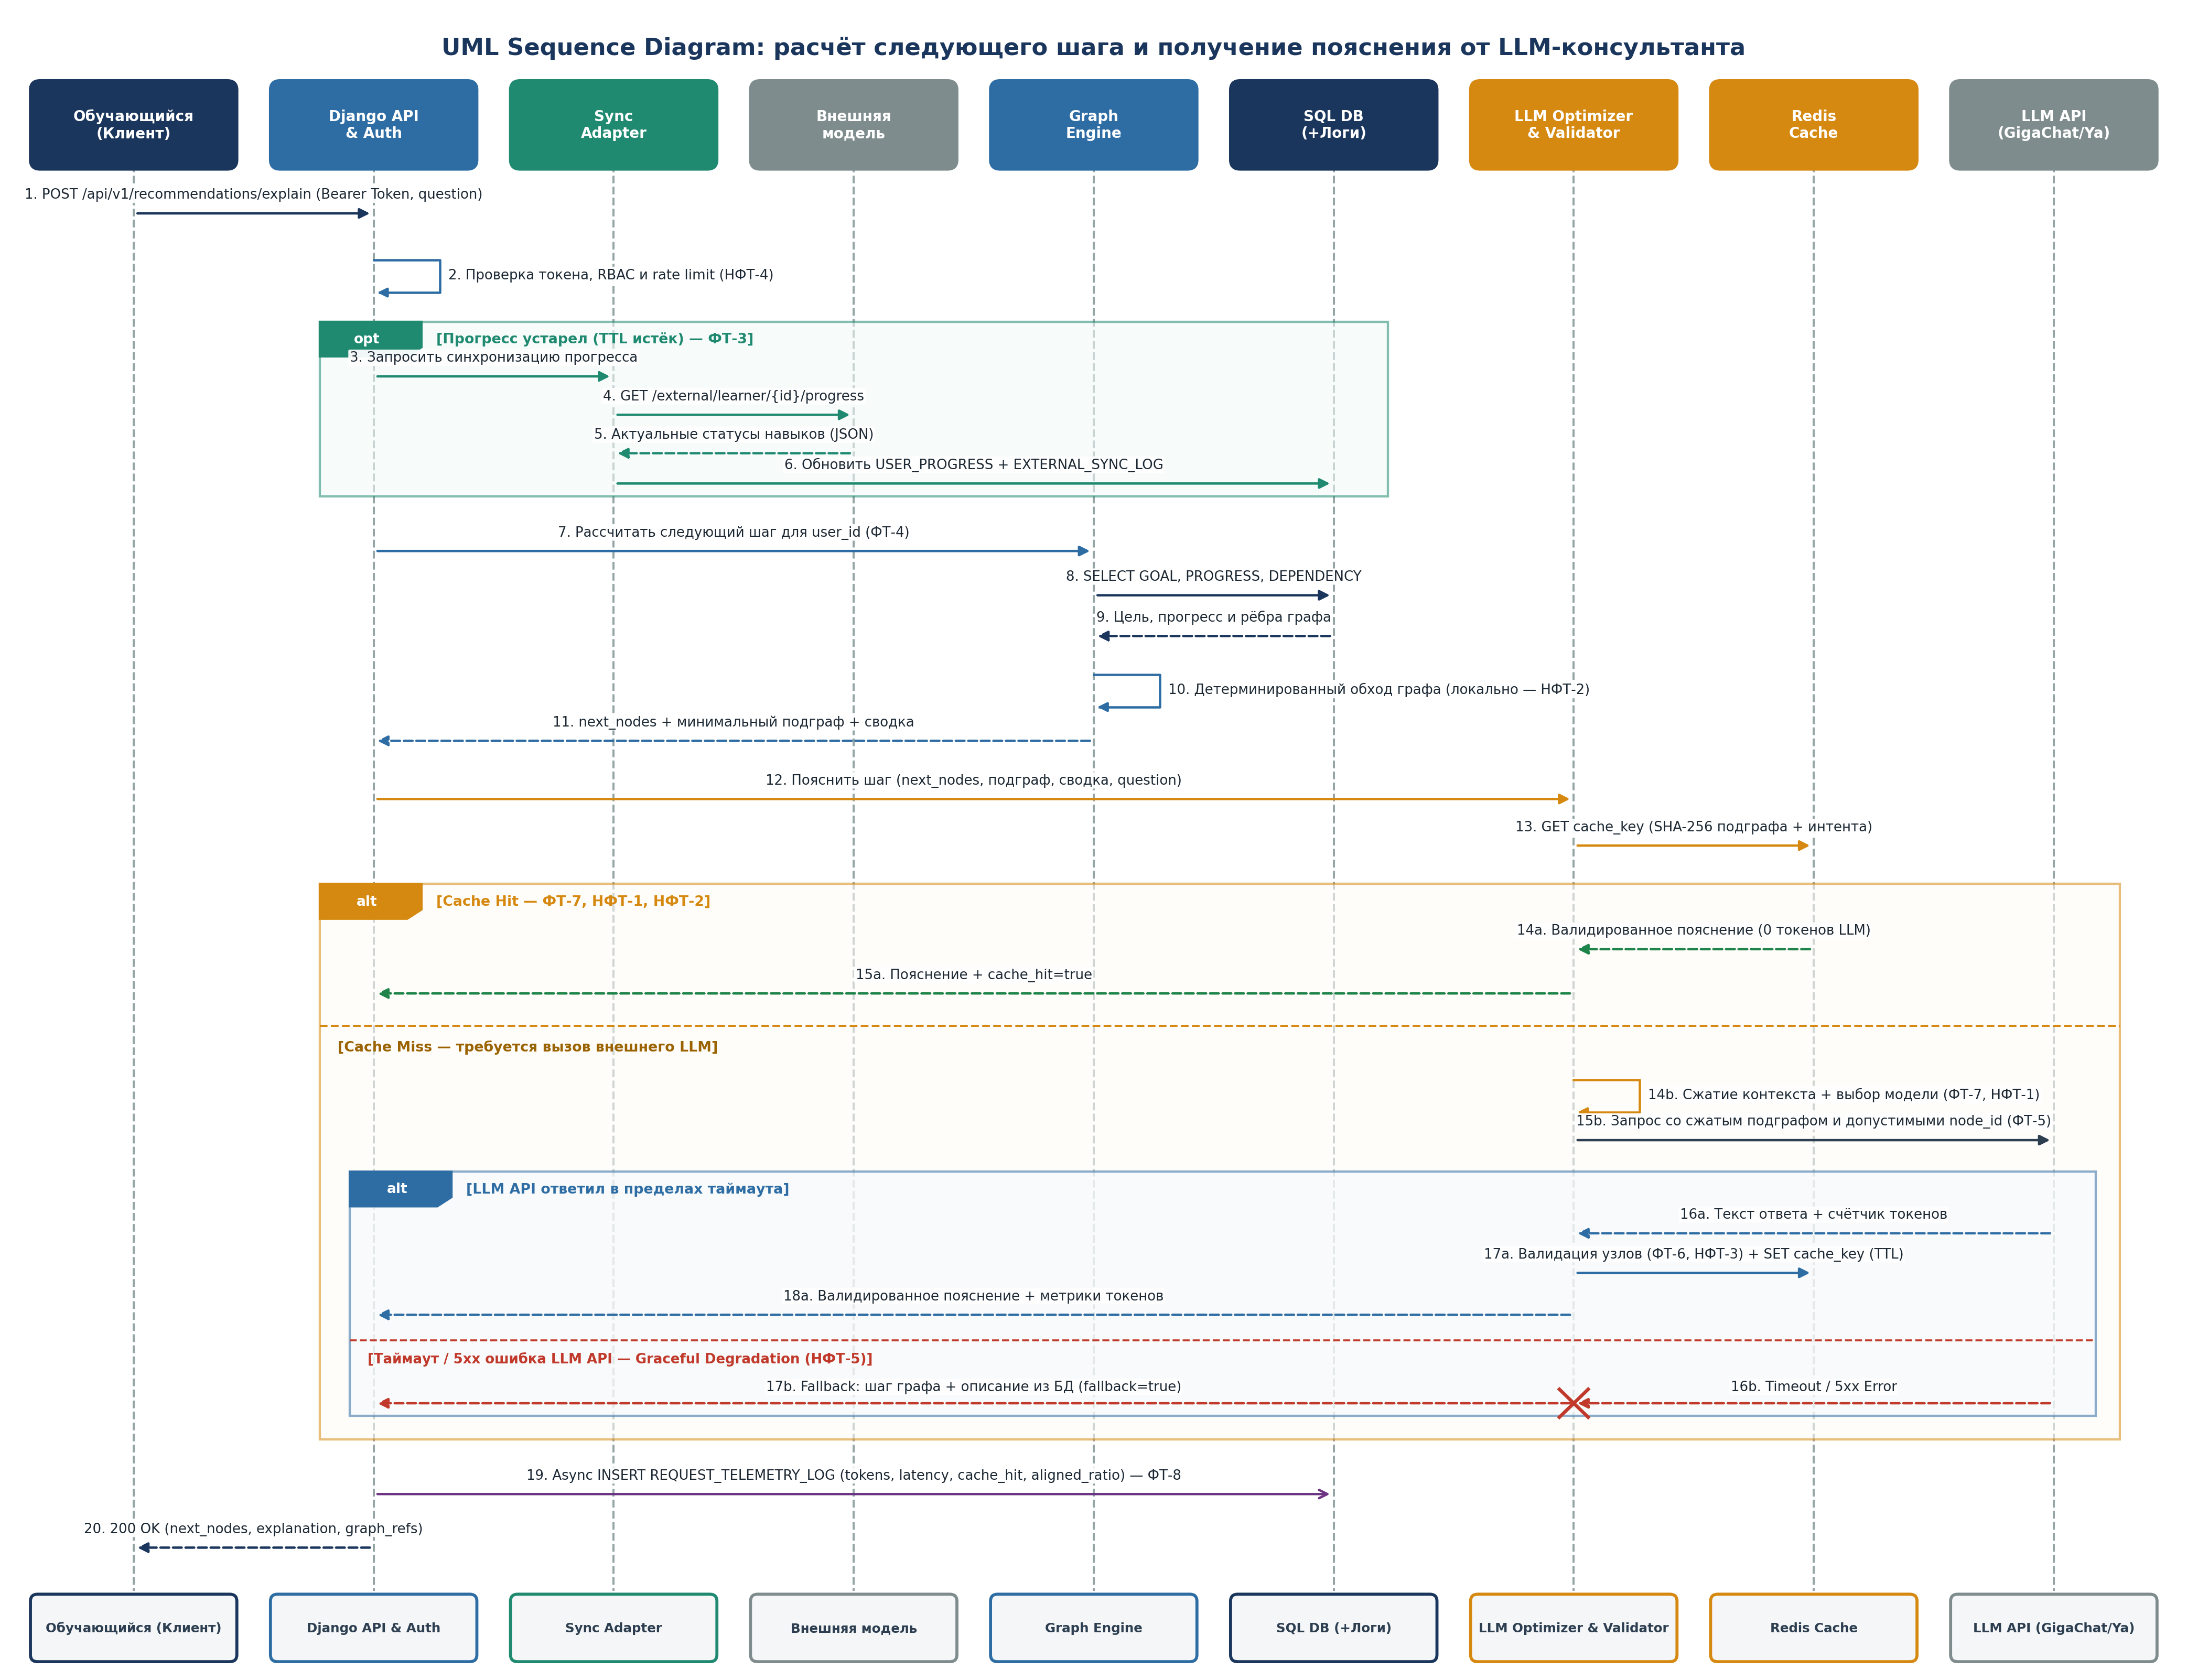 UML Sequence Diagram: расчёт следующего шага и получение пояснения от LLM-консультанта
Обучающийся
(Клиент)
Django API
& Auth
Sync
Adapter
Внешняя
модель
Graph
Engine
SQL DB
(+Логи)
LLM Optimizer
& Validator
Redis
Cache
LLM API
(GigaChat/Ya)
1. POST /api/v1/recommendations/explain (Bearer Token, question)
2. Проверка токена, RBAC и rate limit (НФТ-4)
opt
[Прогресс устарел (TTL истёк) — ФТ-3]
3. Запросить синхронизацию прогресса
4. GET /external/learner/{id}/progress
5. Актуальные статусы навыков (JSON)
6. Обновить USER_PROGRESS + EXTERNAL_SYNC_LOG
7. Рассчитать следующий шаг для user_id (ФТ-4)
8. SELECT GOAL, PROGRESS, DEPENDENCY
9. Цель, прогресс и рёбра графа
10. Детерминированный обход графа (локально — НФТ-2)
11. next_nodes + минимальный подграф + сводка
12. Пояснить шаг (next_nodes, подграф, сводка, question)
13. GET cache_key (SHA-256 подграфа + интента)
alt
[Cache Hit — ФТ-7, НФТ-1, НФТ-2]
14a. Валидированное пояснение (0 токенов LLM)
15a. Пояснение + cache_hit=true
[Cache Miss — требуется вызов внешнего LLM]
14b. Сжатие контекста + выбор модели (ФТ-7, НФТ-1)
15b. Запрос со сжатым подграфом и допустимыми node_id (ФТ-5)
alt
[LLM API ответил в пределах таймаута]
16a. Текст ответа + счётчик токенов
17a. Валидация узлов (ФТ-6, НФТ-3) + SET cache_key (TTL)
18a. Валидированное пояснение + метрики токенов
[Таймаут / 5xx ошибка LLM API — Graceful Degradation (НФТ-5)]
17b. Fallback: шаг графа + описание из БД (fallback=true)
16b. Timeout / 5xx Error
19. Async INSERT REQUEST_TELEMETRY_LOG (tokens, latency, cache_hit, aligned_ratio) — ФТ-8
20. 200 OK (next_nodes, explanation, graph_refs)
Обучающийся (Клиент)
Django API & Auth
Sync Adapter
Внешняя модель
Graph Engine
SQL DB (+Логи)
LLM Optimizer & Validator
Redis Cache
LLM API (GigaChat/Ya)